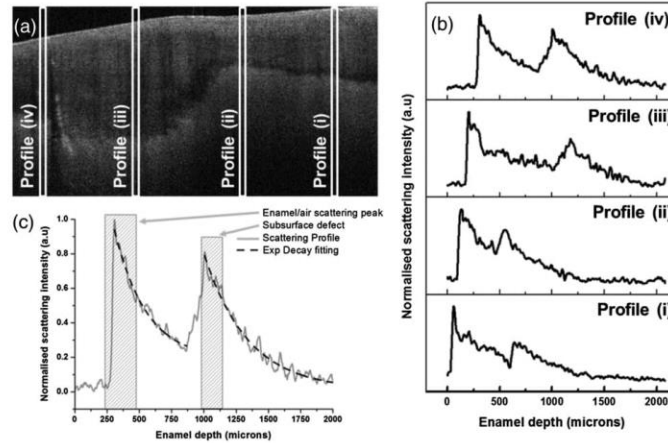 (a)
Profile (iv)
Profile (iii)
Profile (ii)
Profile (i)
(b)
Normalised scattering intensity (a.u)
Profile (iv)
Profile (iii)
Profile (ii)
Profile (i)
0 500 1000 1500 2000
Enamel depth (microns)
(c)
Enamel/air scattering peak
Subsurface defect
Scattering Profile
Exp Decay fitting
Normalised scattering intensity (a.u)
1.0
0.8
0.6
0.4
0.2
0.0
0 250 500 750 1000 1250 1500 1750 2000
Enamel depth (microns)